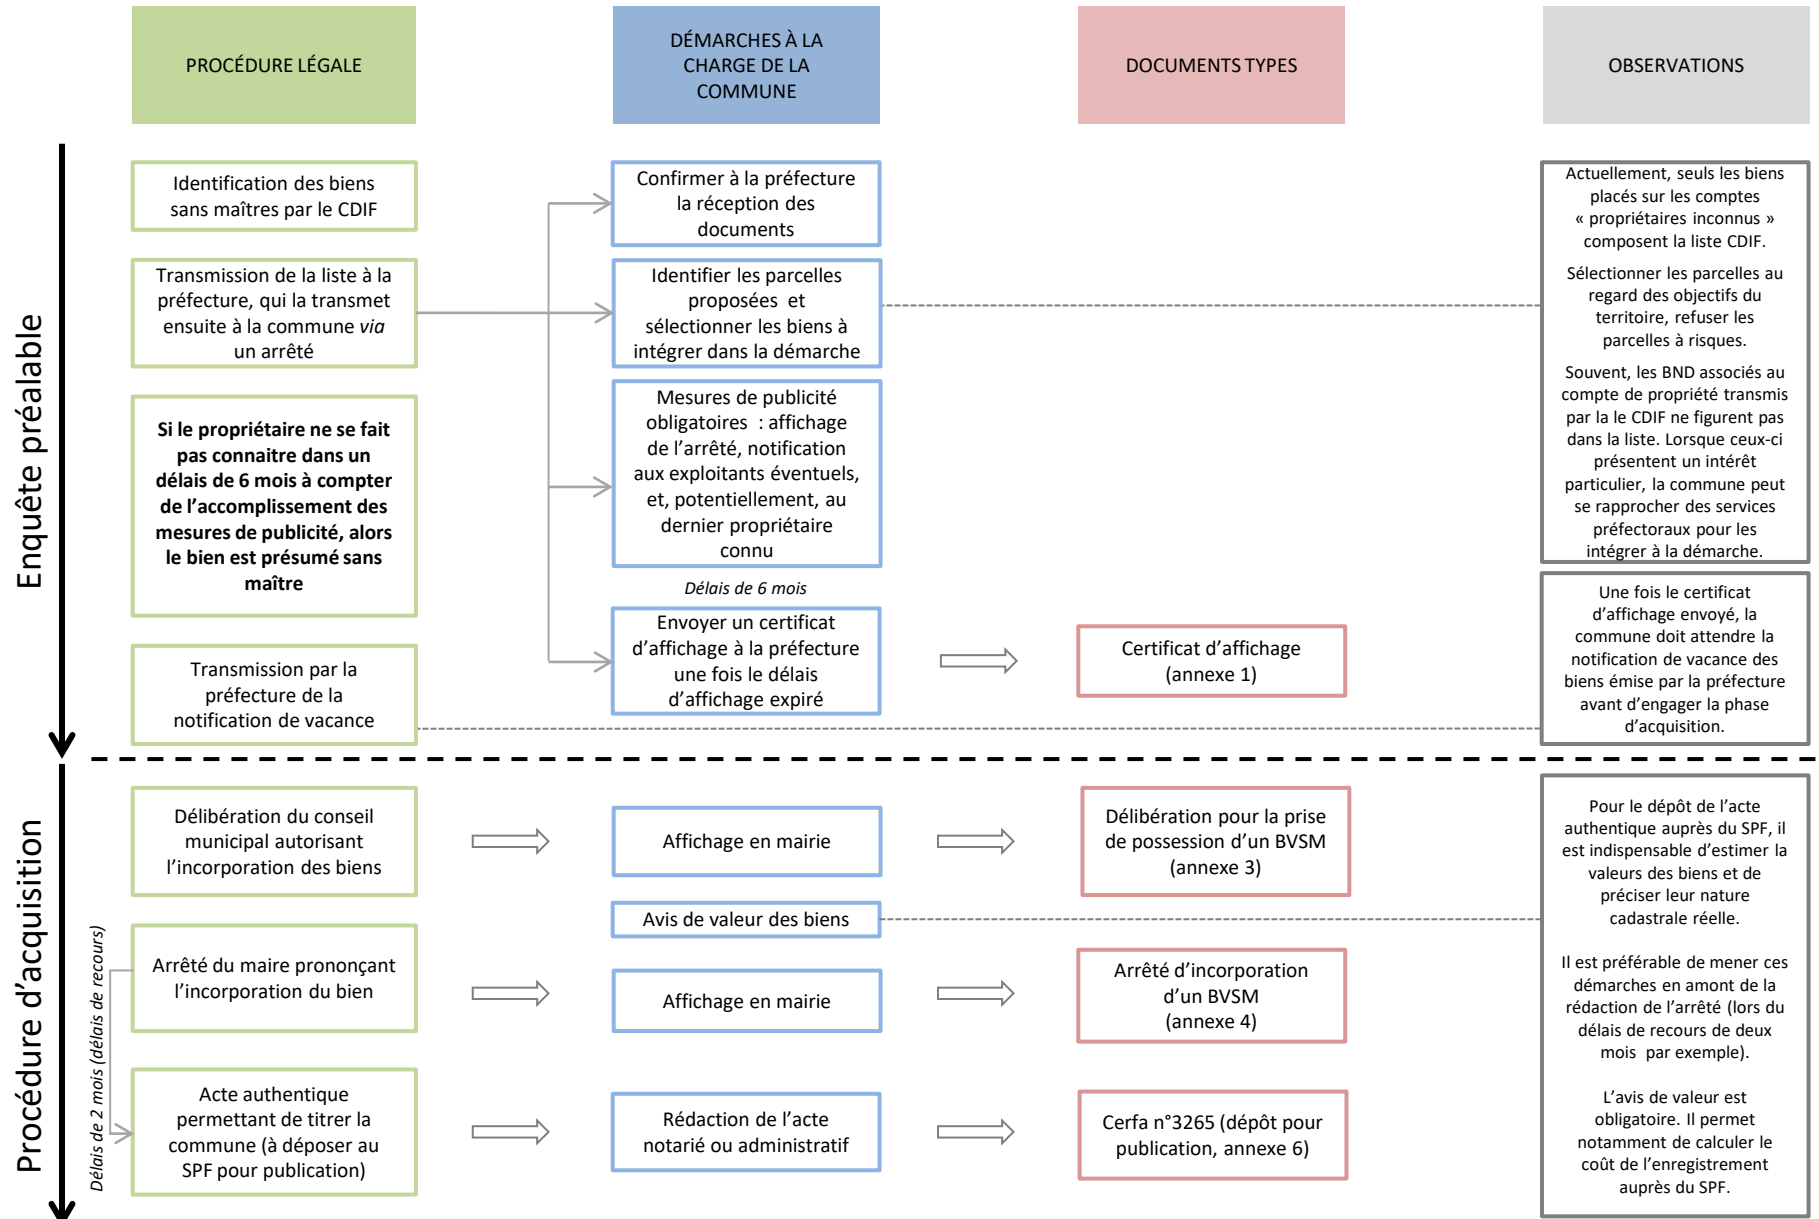 PROCÉDURE LÉGALE
DÉMARCHES À LA
CHARGE DE LA
COMMUNE
DOCUMENTS TYPES
OBSERVATIONS
Enquête préalable
Identification des biens
sans maîtres par le CDIF
Transmission de la liste à la
préfecture, qui la transmet
ensuite à la commune via
un arrêté
Si le propriétaire ne se fait
pas connaitre dans un
délais de 6 mois à compter
de l'accomplissement des
mesures de publicité, alors
le bien est présumé sans
maître
Transmission par la
préfecture de la
notification de vacance
Confirmer à la préfecture
la réception des
documents
Identifier les parcelles
proposées et
sélectionner les biens à
intégrer dans la démarche
Mesures de publicité
obligatoires : affichage
de l'arrêté, notification
aux exploitants éventuels,
et, potentiellement, au
dernier propriétaire
connu
Délais de 6 mois
Envoyer un certificat
d'affichage à la préfecture
une fois le délais
d'affichage expiré
Certificat d'affichage
(annexe 1)
Actuellement, seuls les biens
placés sur les comptes
« propriétaires inconnus »
composent la liste CDIF.
Sélectionner les parcelles au
regard des objectifs du
territoire, refuser les
parcelles à risques.
Souvent, les BND associés au
compte de propriété transmis
par la le CDIF ne figurent pas
dans la liste. Lorsque ceux-ci
présentent un intérêt
particulier, la commune peut
se rapprocher des services
préfectoraux pour les
intégrer à la démarche.
Une fois le certificat
d'affichage envoyé, la
commune doit attendre la
notification de vacance des
biens émise par la préfecture
avant d'engager la phase
d'acquisition.
Procédure d'acquisition
Délais de 2 mois (délais de recours)
Délibération du conseil
municipal autorisant
l'incorporation des biens
Affichage en mairie
Délibération pour la prise
de possession d'un BVSM
(annexe 3)
Avis de valeur des biens
Arrêté du maire prononçant
l'incorporation du bien
Affichage en mairie
Arrêté d'incorporation
d'un BVSM
(annexe 4)
Acte authentique
permettant de titrer la
commune (à déposer au
SPF pour publication)
Rédaction de l'acte
notarié ou administratif
Cerfa n°3265 (dépôt pour
publication, annexe 6)
Pour le dépôt de l'acte
authentique auprès du SPF, il
est indispensable d'estimer la
valeurs des biens et de
préciser leur nature
cadastrale réelle.
Il est préférable de mener ces
démarches en amont de la
rédaction de l'arrêté (lors du
délais de recours de deux
mois par exemple).
L'avis de valeur est
obligatoire. Il permet
notamment de calculer le
coût de l'enregistrement
auprès du SPF.